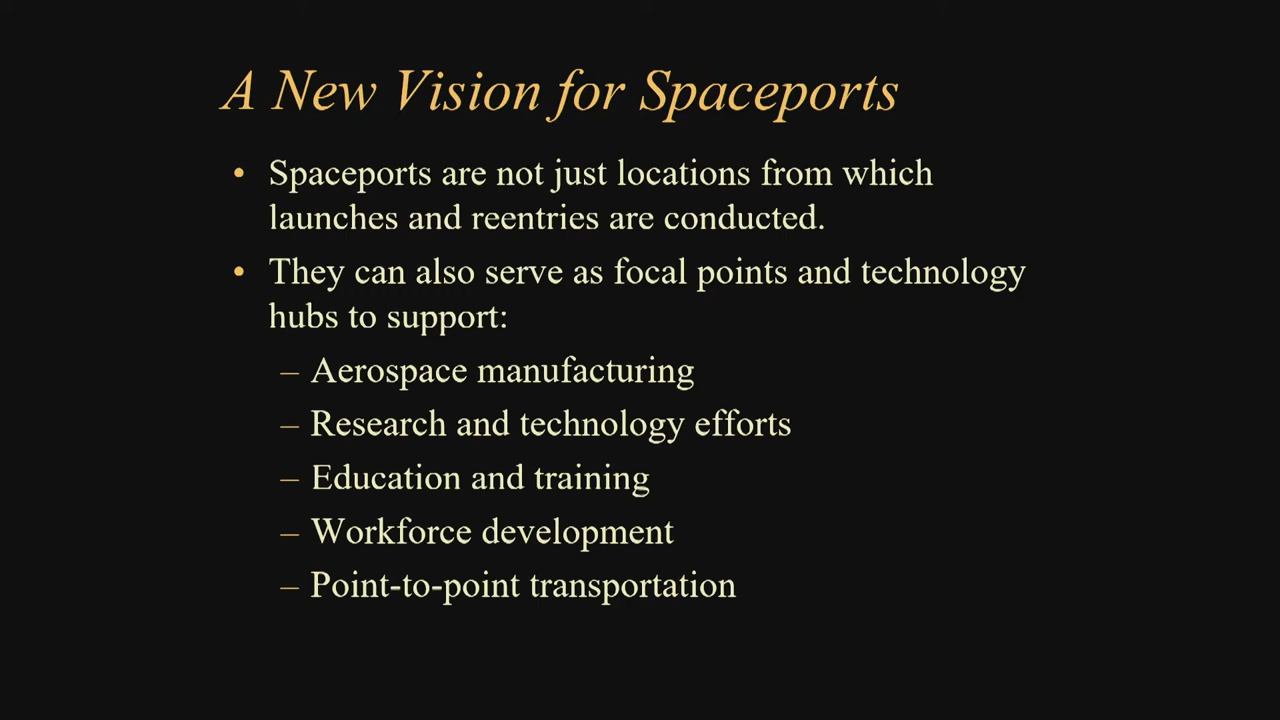 A New Vision for Spaceports
• Spaceports are not just locations from which
launches and reentries are conducted.
• They can also serve as focal points and technology
hubs to support:
– Aerospace manufacturing
– Research and technology efforts
– Education and training
– Workforce development
– Point-to-point transportation